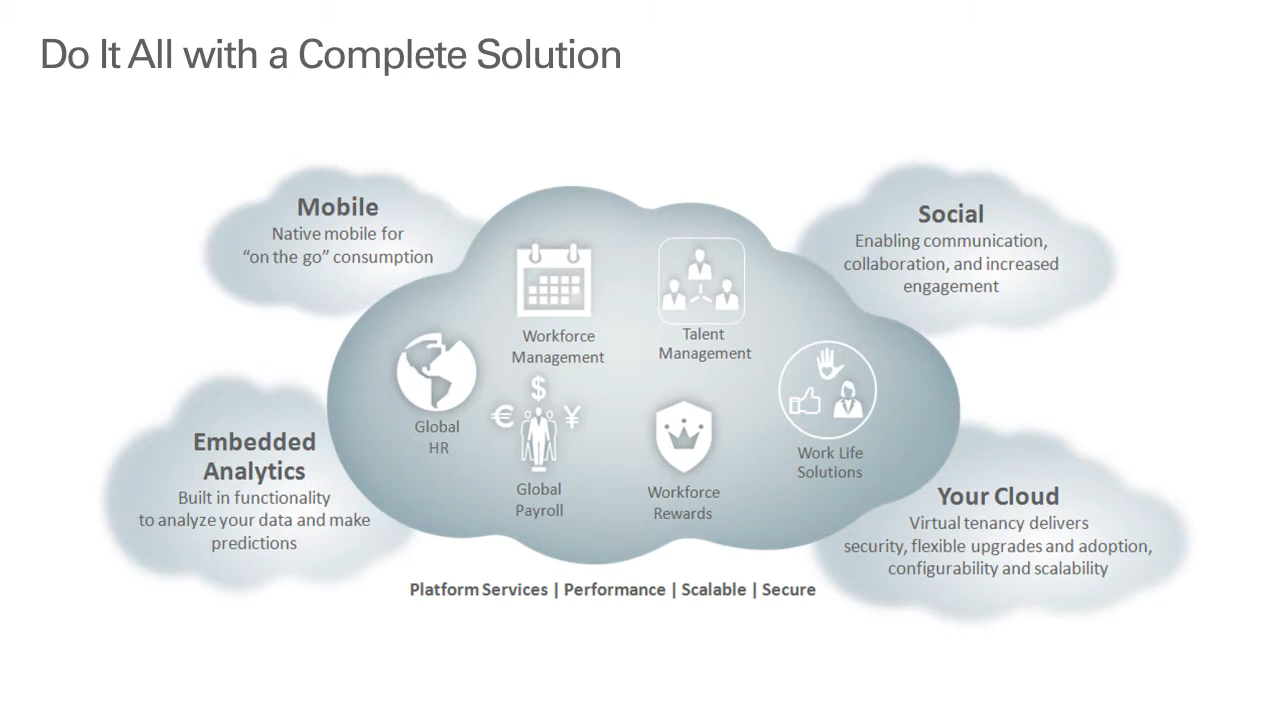 Do It All with a Complete Solution
Mobile
Native mobile for
“on the go” consumption
Social
Enabling communication,
collaboration, and increased
engagement
Workforce
Management
Talent
Management
Global
HR
$
€
¥
Global
Payroll
Workforce
Rewards
Work Life
Solutions
Embedded
Analytics
Built in functionality
to analyze your data and make
predictions
Your Cloud
Virtual tenancy delivers
security, flexible upgrades and adoption,
configurability and scalability
Platform Services | Performance | Scalable | Secure